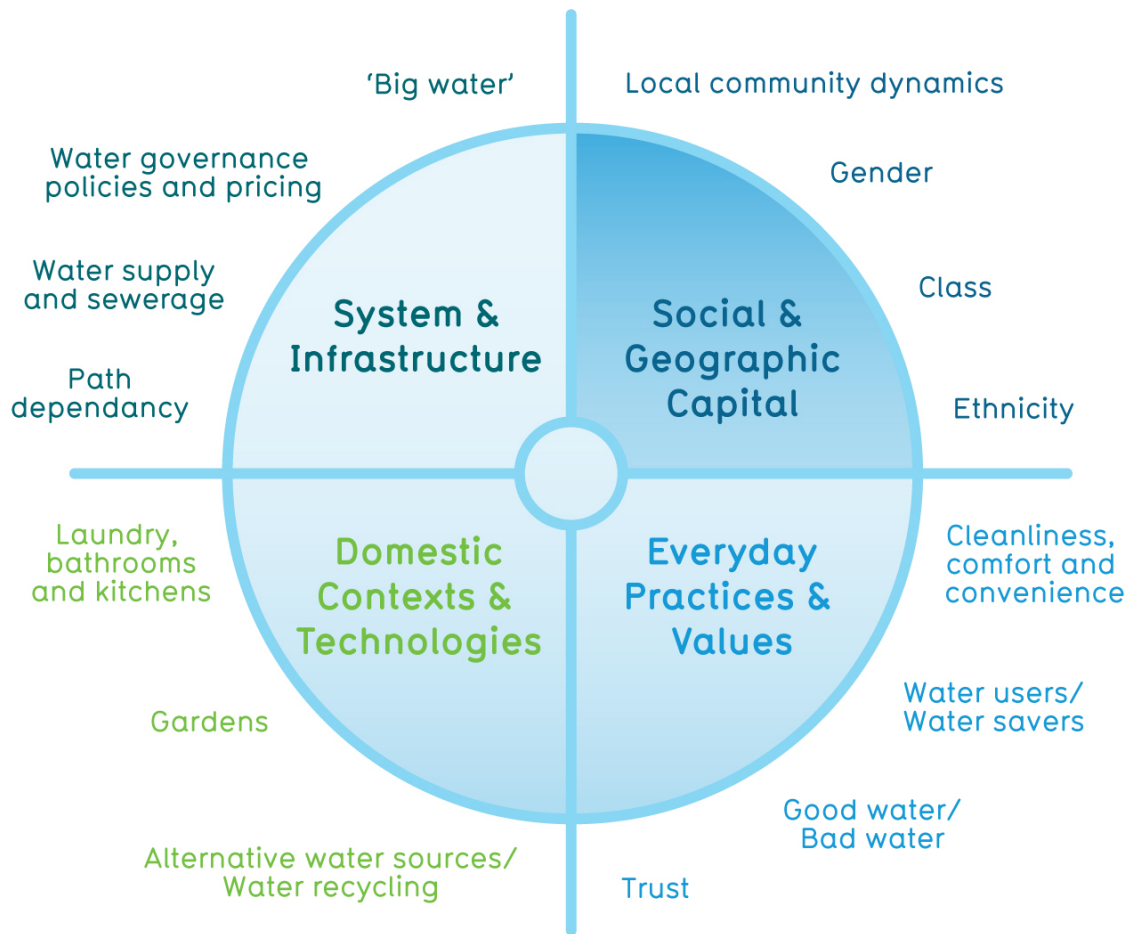 'Big water'
Water governance
policies and pricing
Water supply
and sewerage
Path
dependancy
System &
Infrastructure
Local community dynamics
Gender
Class
Ethnicity
Social &
Geographic
Capital
Laundry,
bathrooms
and kitchens
Gardens
Alternative water sources/
Water recycling
Domestic
Contexts &
Technologies
Everyday
Practices &
Values
Cleanliness,
comfort and
convenience
Water users/
Water savers
Good water/
Bad water
Trust